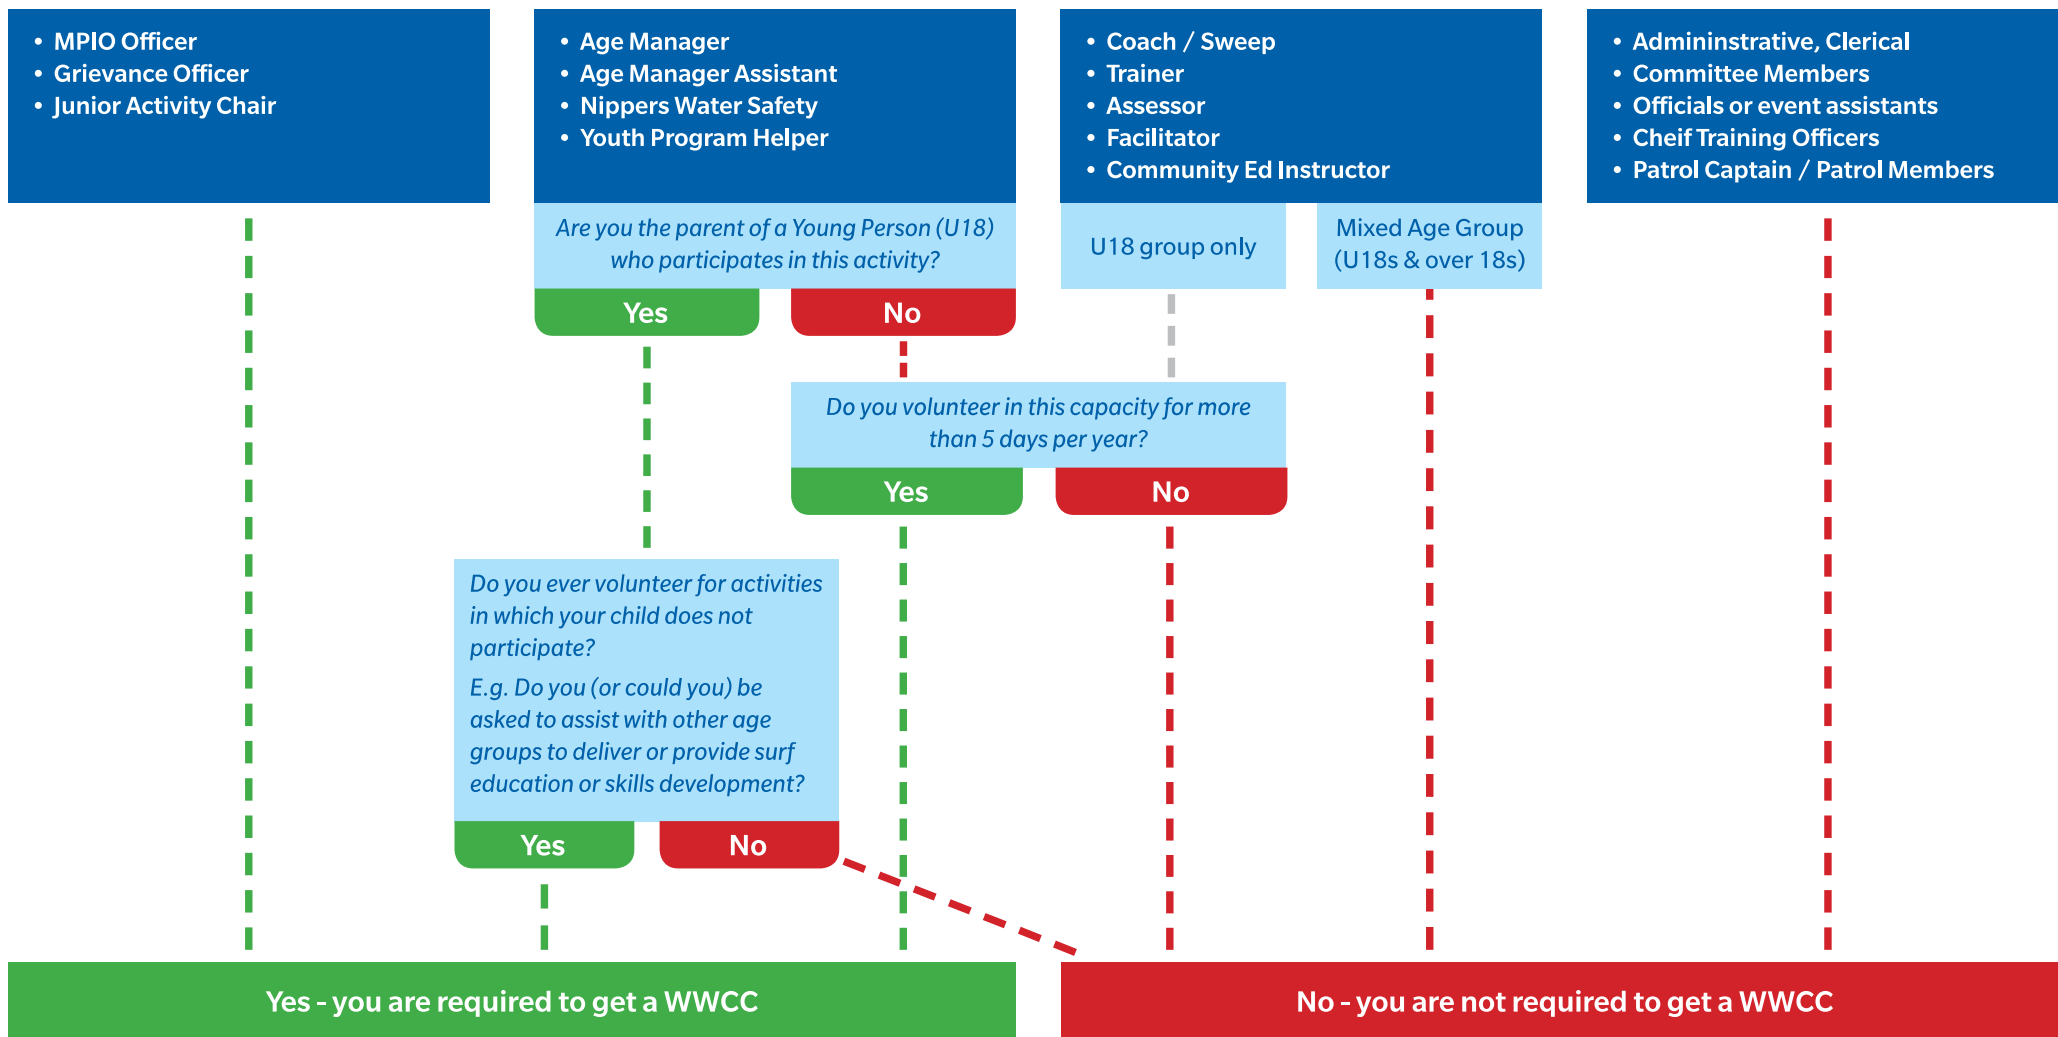 • MPIO Officer
• Grievance Officer
• Junior Activity Chair
• Age Manager
• Age Manager Assistant
• Nippers Water Safety
• Youth Program Helper
• Coach / Sweep
• Trainer
• Assessor
• Facilitator
• Community Ed Instructor
• Admininstrative, Clerical
• Committee Members
• Officials or event assistants
• Cheif Training Officers
• Patrol Captain / Patrol Members
Are you the parent of a Young Person (U18)
who participates in this activity?
Yes
No
U18 group only
Mixed Age Group
(U18s & over 18s)
Do you volunteer in this capacity for more
than 5 days per year?
Yes
No
Do you ever volunteer for activities
in which your child does not
participate?
E.g. Do you (or could you) be
asked to assist with other age
groups to deliver or provide surf
education or skills development?
Yes
No
Yes - you are required to get a WWCC
No - you are not required to get a WWCC